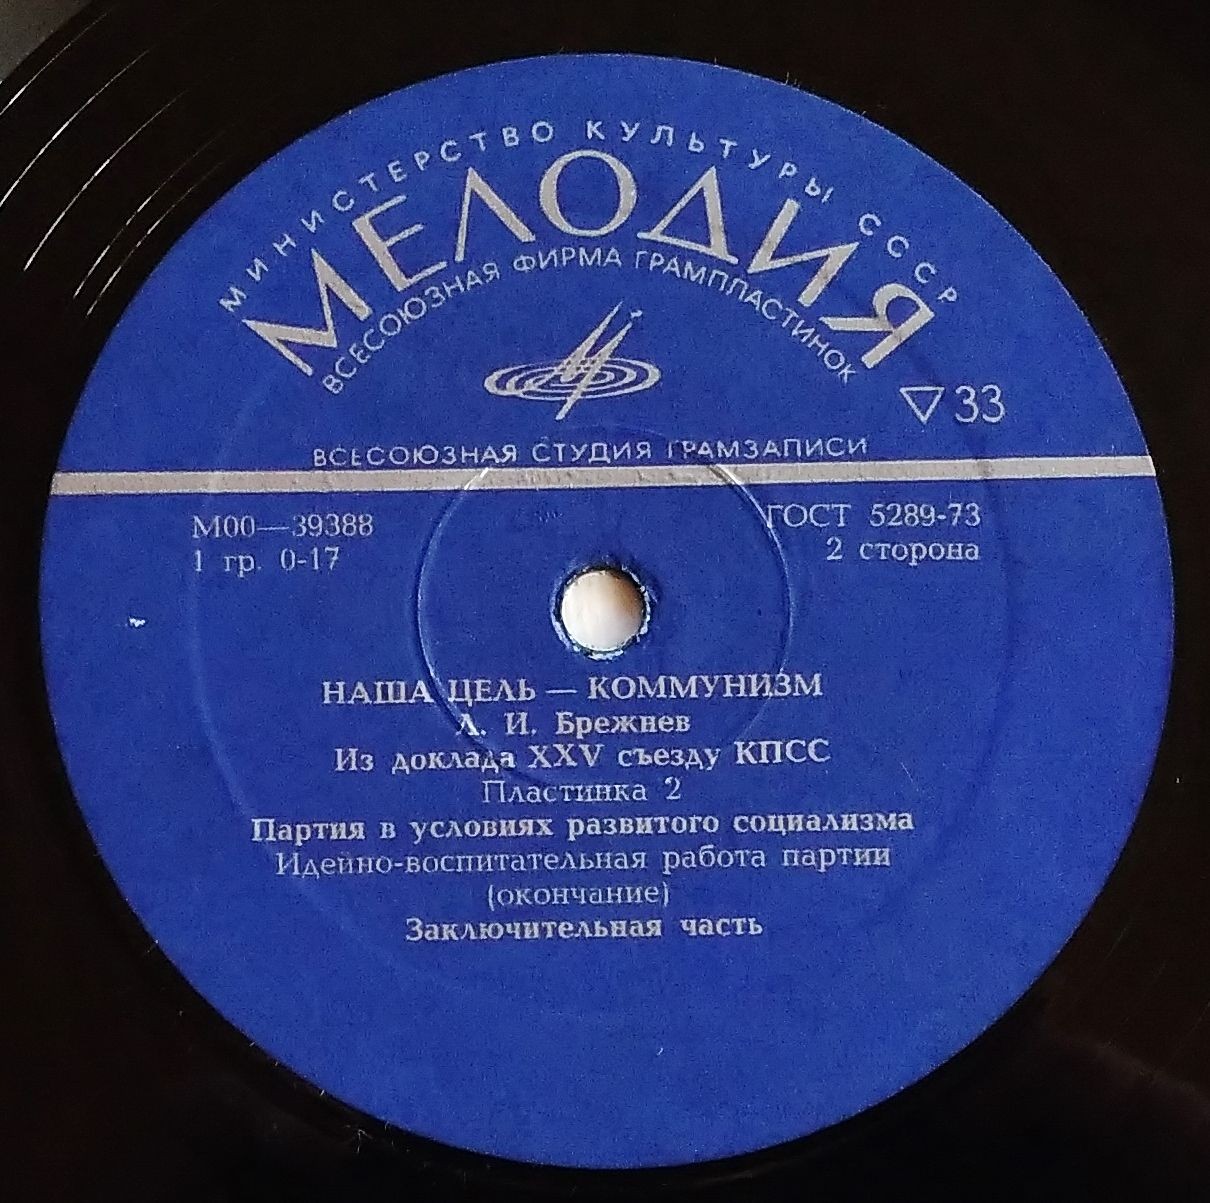 МИНИСТЕРСТВО КУЛЬТУРЫ СССР
МЕЛОДИЯ
ВСЕСОЮЗНАЯ ФИРМА ГРАМПЛАСТИНОК
33
ВСЕСОЮЗНАЯ СТУДИЯ ГРАМЗАПИСИ
М00—39388
ГОСТ 5289-73
1 гр. 0-17
2 сторона
НАША ЦЕЛЬ — КОММУНИЗМ
Л. И. Брежнев
Из доклада XXV съезду КПСС
Пластинка 2
Партия в условиях развитого социализма
Идейно-воспитательная работа партии
(окончание)
Заключительная часть